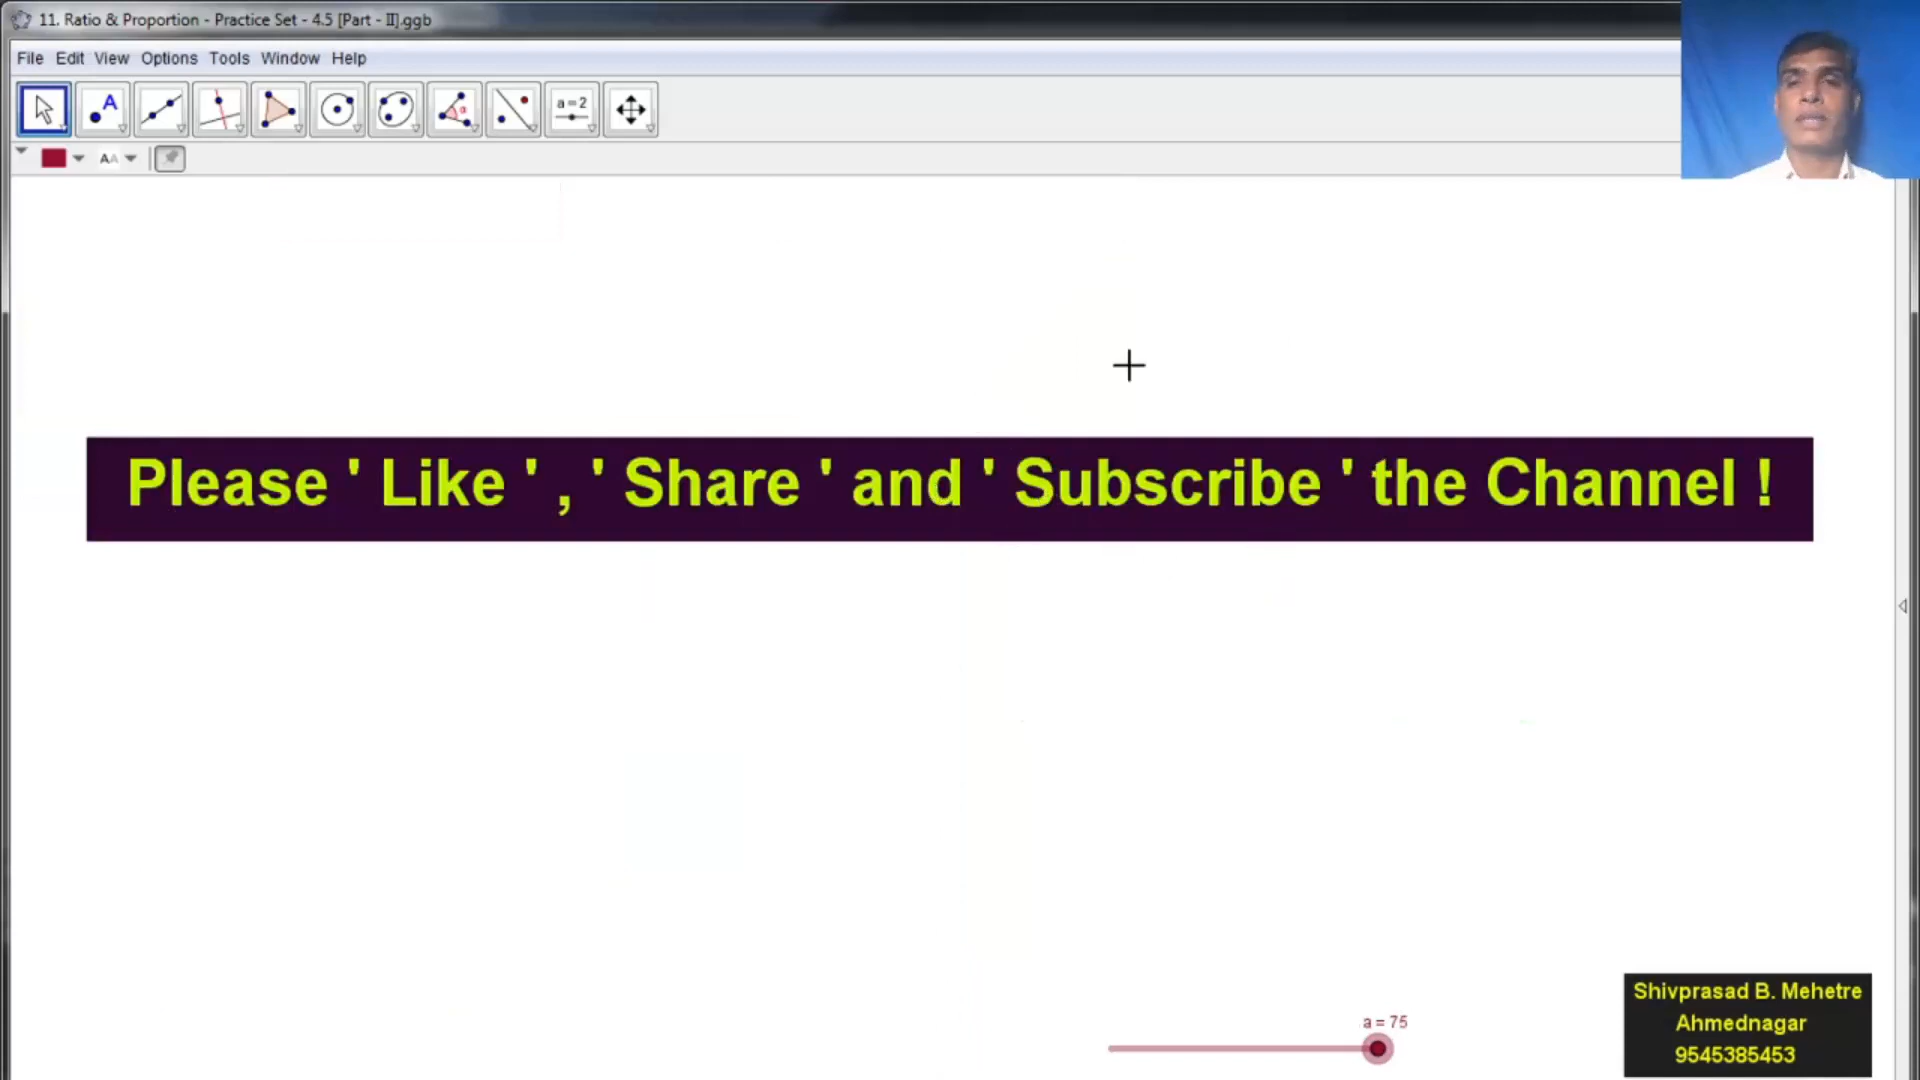 11. Ratio & Proportion - Practice Set - 4.5 [Part - II].ggb
File Edit View Options Tools Window Help
A
a=2
AA
Please ' Like ' , ' Share ' and ' Subscribe ' the Channel !
a = 75
Shivprasad B. Mehetre
Ahmednagar
9545385453